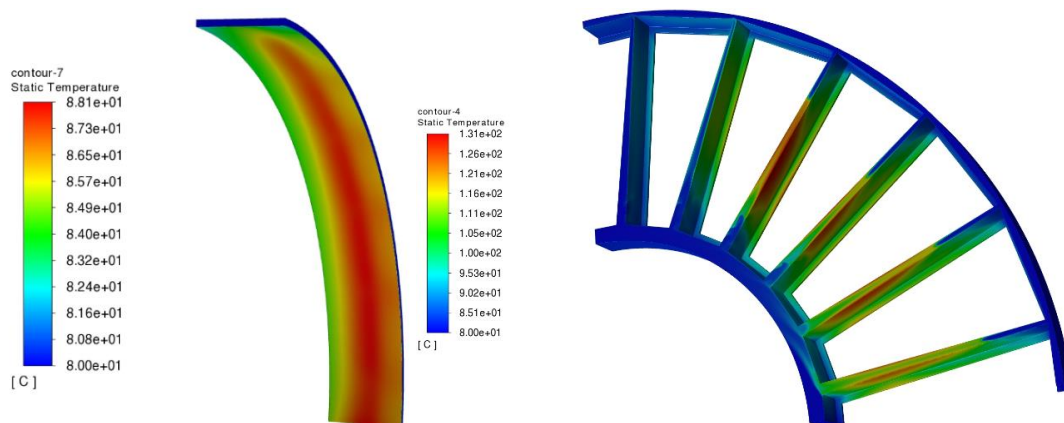 contour-7
Static Temperature
8.81e+01
8.73e+01
8.65e+01
8.57e+01
8.49e+01
8.40e+01
8.32e+01
8.24e+01
8.16e+01
8.08e+01
8.00e+01
[ C ]
contour-4
Static Temperature
1.31e+02
1.26e+02
1.21e+02
1.16e+02
1.11e+02
1.05e+02
1.00e+02
9.53e+01
9.02e+01
8.51e+01
8.00e+01
[ C ]